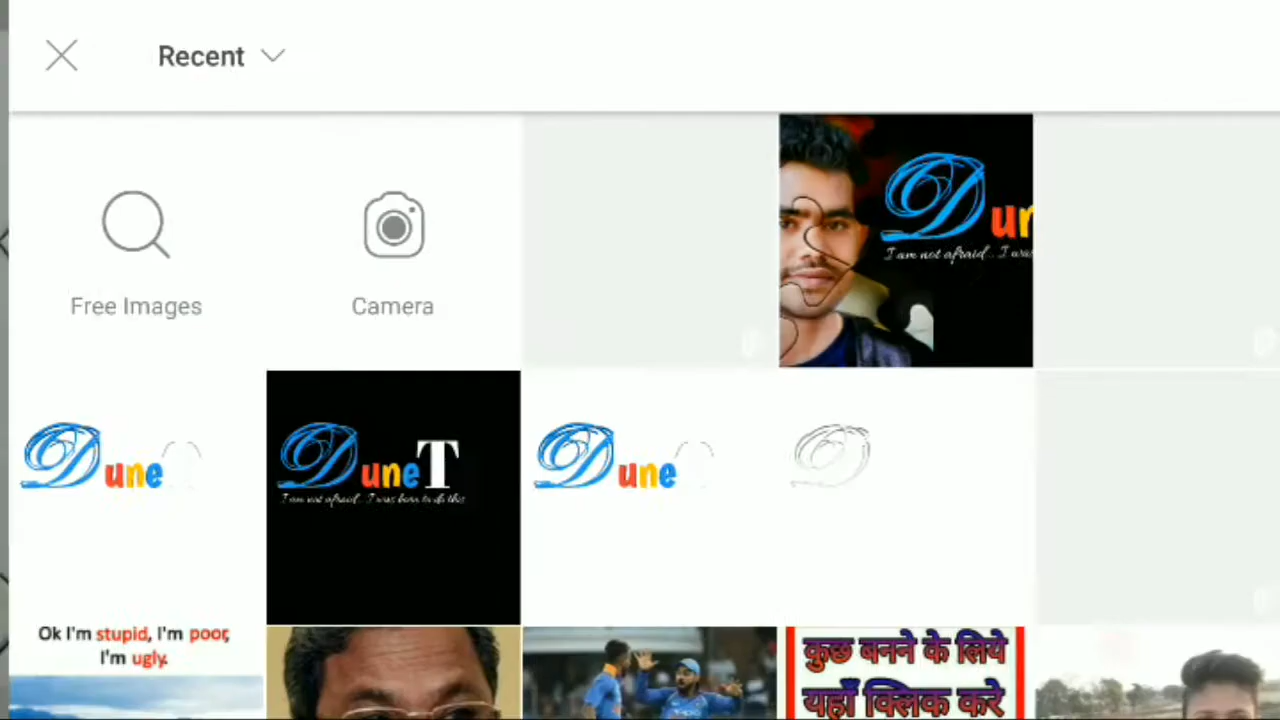 Recent
Free Images
Camera
Dun
I am not afraid.. I was
Dune
DuneT
I am not afraid.. I was born to do this
Dune
D
Ok I'm stupid, I'm poor,
I'm ugly.
कुछ बनने के लिये
यहाँ क्लिक करे